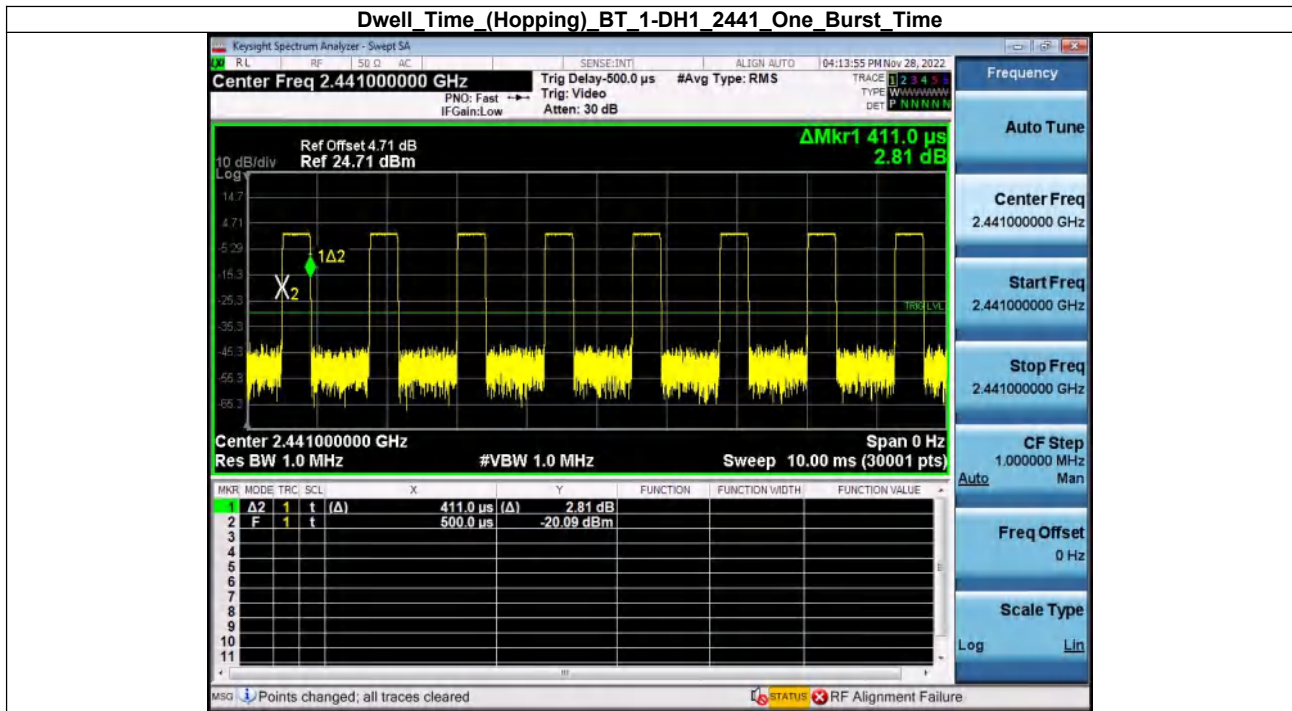 Dwell_Time_(Hopping)_BT_1-DH1_2441_One_Burst_Time
Keysight Spectrum Analyzer - Swept SA
RL RF 50 Ω AC SENSE:INT ALIGN AUTO 04:13:55 PM Nov 28, 2022
Center Freq 2.441000000 GHz
PNO: Fast
IFGain:Low
Trig Delay-500.0 µs
Trig: Video
Atten: 30 dB
#Avg Type: RMS
TRACE 1 2 3 4 5 6
TYPE W
DET P N N N N N
Frequency
Auto Tune
Center Freq
2.441000000 GHz
Start Freq
2.441000000 GHz
Stop Freq
2.441000000 GHz
CF Step
1.000000 MHz
Auto Man
Freq Offset
0 Hz
Scale Type
Log Lin
ΔMkr1 411.0 µs
2.81 dB
Ref Offset 4.71 dB
10 dB/div Ref 24.71 dBm
Log
14.7
4.71
-5.29
-15.3
-25.3
-35.3
-45.3
-55.3
-65.3
1Δ2
X2
TRIG LVL
Center 2.441000000 GHz Span 0 Hz
Res BW 1.0 MHz #VBW 1.0 MHz Sweep 10.00 ms (30001 pts)
MKR MODE TRC SCL X Y FUNCTION FUNCTION WIDTH FUNCTION VALUE
1 Δ2 1 t (Δ) 411.0 µs (Δ) 2.81 dB
2 F 1 t 500.0 µs -20.09 dBm
3
4
5
6
7
8
9
10
11
MSG Points changed; all traces cleared STATUS RF Alignment Failure